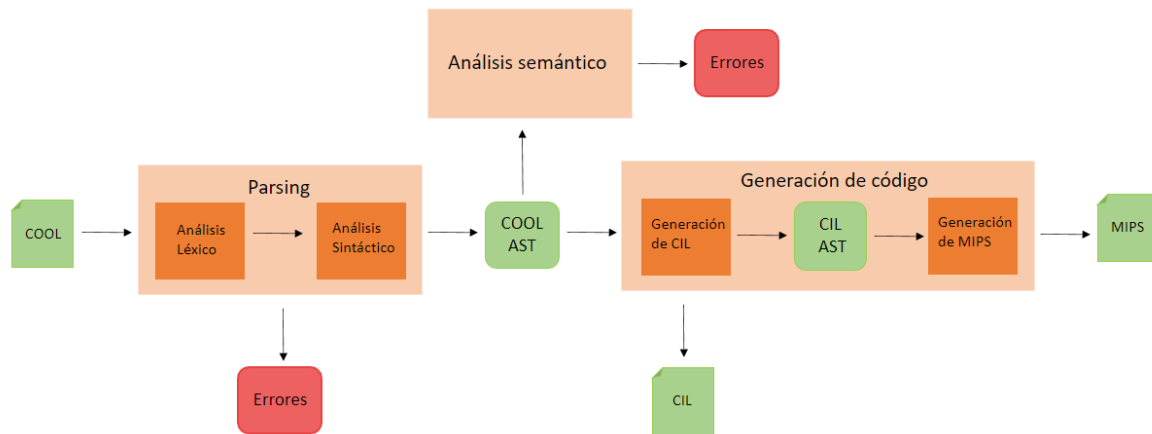 Análisis semántico
Errores
Parsing
Generación de código
COOL
Análisis
Léxico
Análisis
Sintáctico
COOL
AST
Generación
de CIL
CIL
AST
Generación
de MIPS
MIPS
Errores
CIL